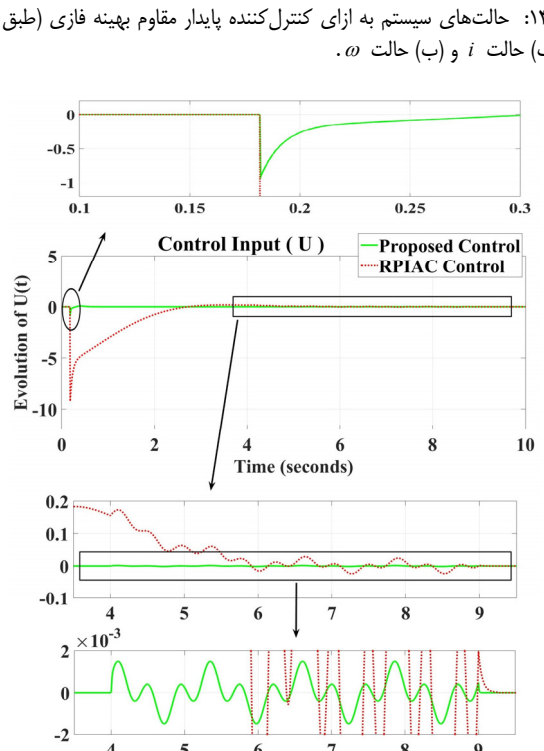 ۱۲: حالت‌های سیستم به ازای کنترل‌کننده پایدار مقاوم بهینه فازی (طبق
) حالت i و (ب) حالت ω.
0
-0.5
-1
0.1 0.15 0.2 0.25 0.3
Control Input ( U )
Proposed Control
RPIAC Control
Evolution of U(t)
5
0
-5
-10
0 2 4 6 8 10
Time (seconds)
0.2
0.1
0
-0.1
4 5 6 7 8 9
×10⁻³
2
0
-2
4 5 6 7 8 9